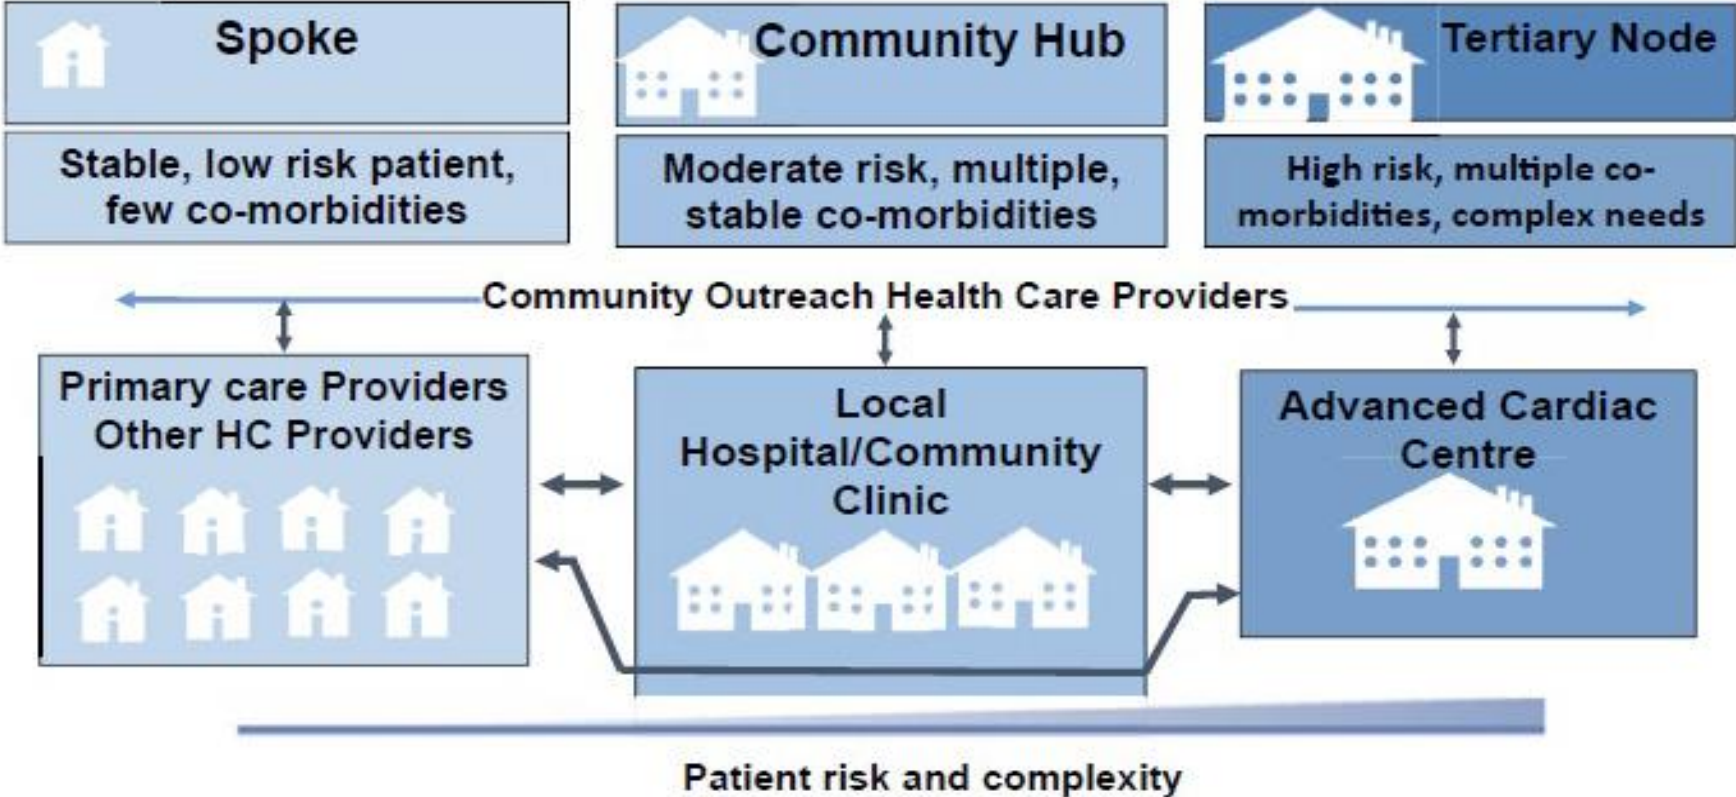 Spoke
Community Hub
Tertiary Node
Stable, low risk patient,
few co-morbidities
Moderate risk, multiple,
stable co-morbidities
High risk, multiple co-
morbidities, complex needs
Community Outreach Health Care Providers
Primary care Providers
Other HC Providers
Local
Hospital/Community
Clinic
Advanced Cardiac
Centre
Patient risk and complexity